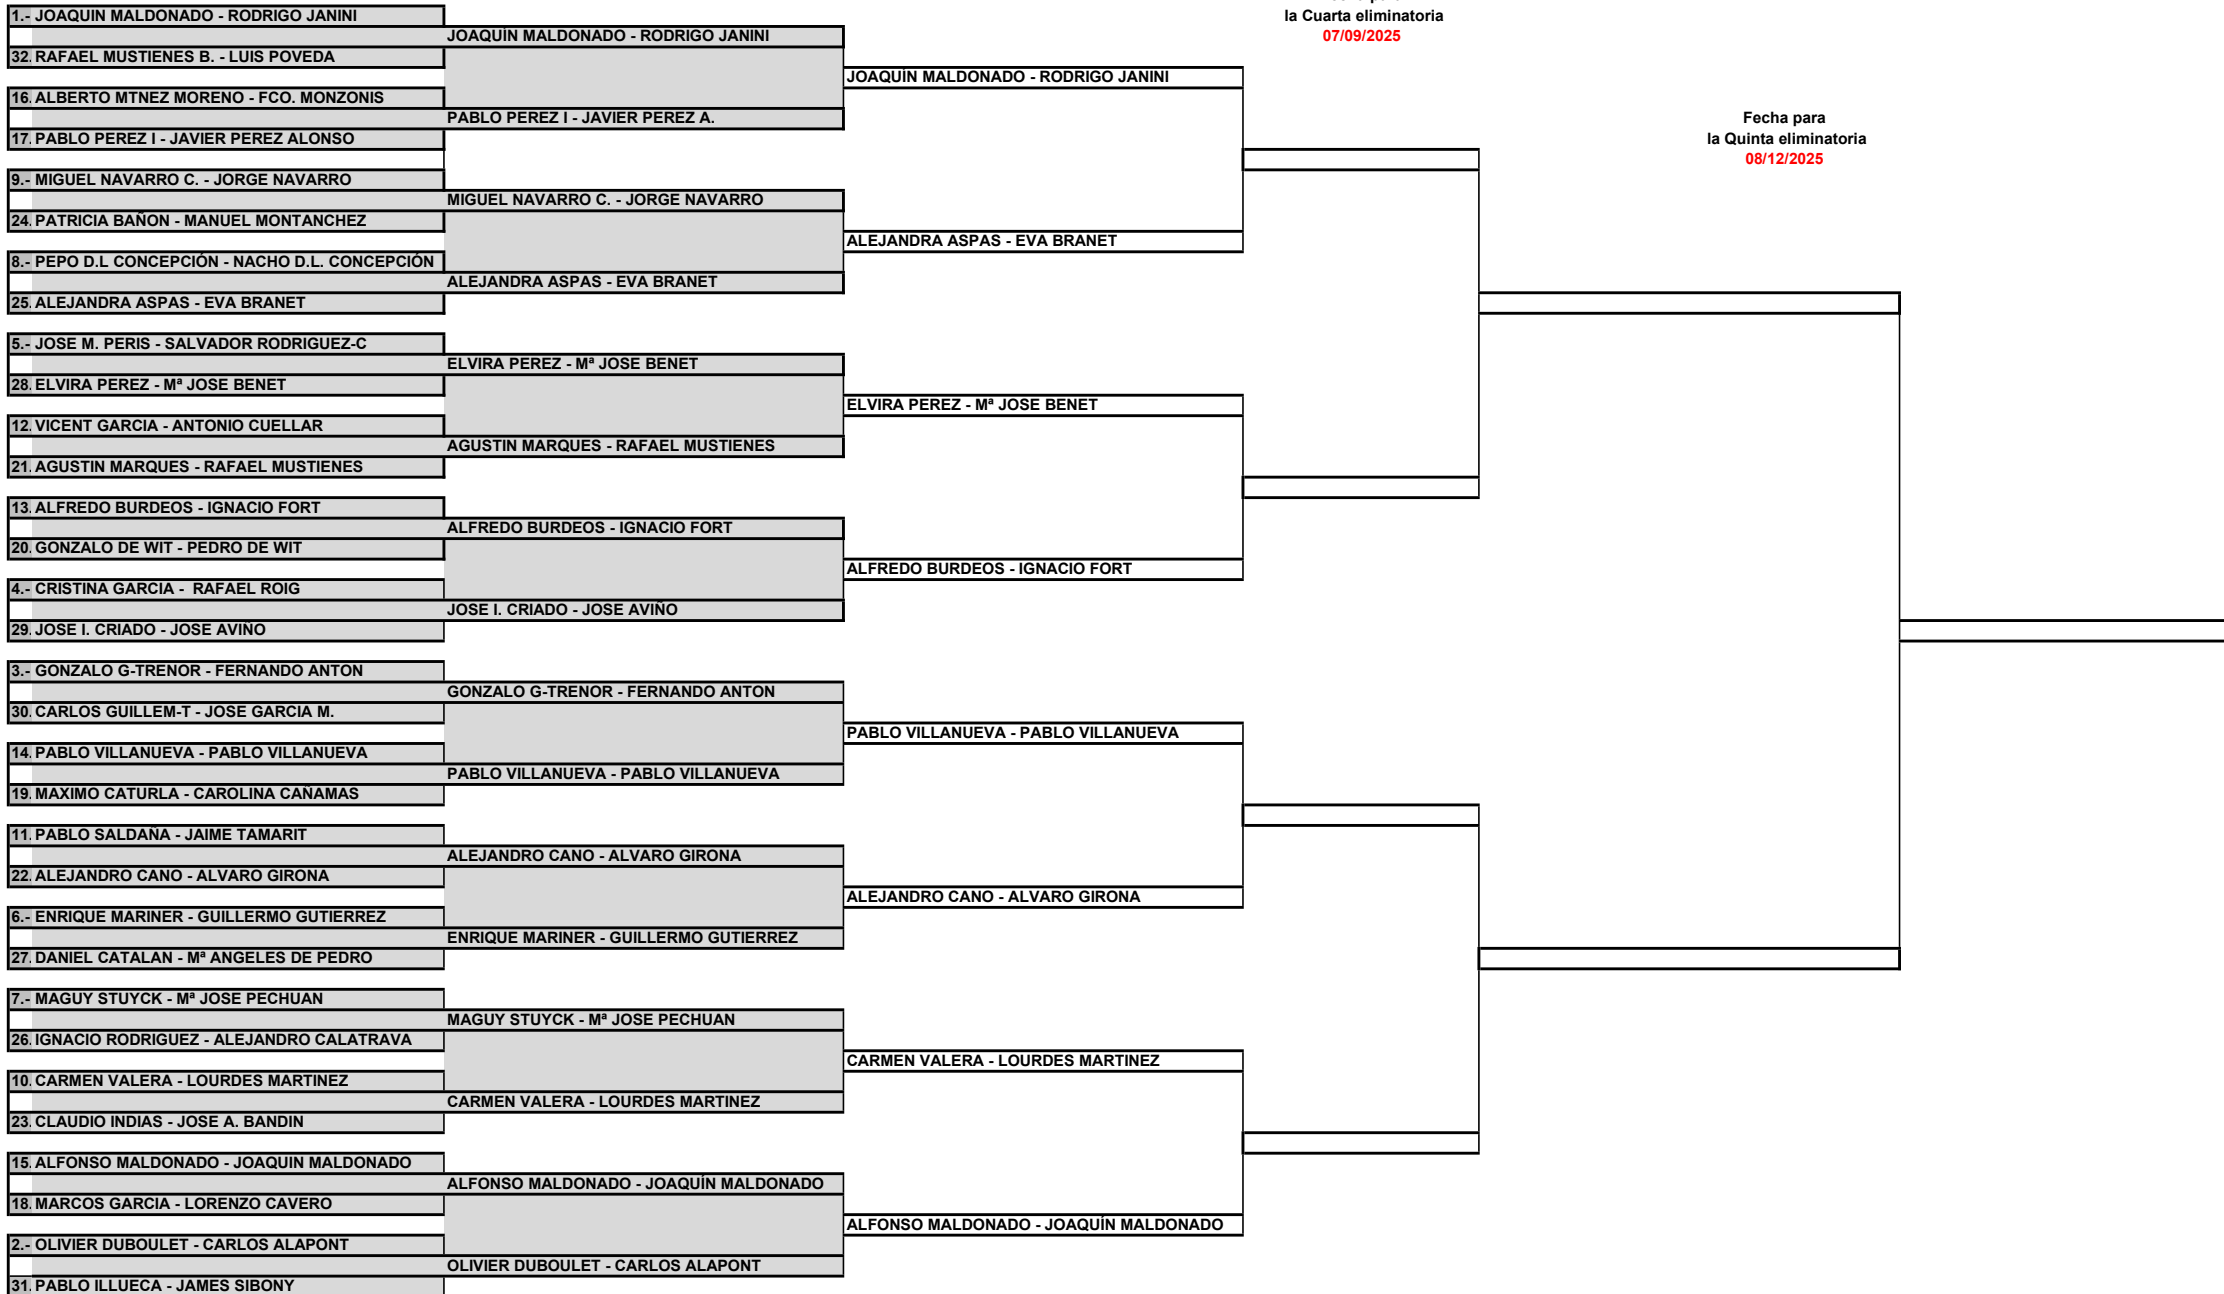 la Cuarta eliminatoria
07/09/2025
Fecha para
la Quinta eliminatoria
08/12/2025
1.- JOAQUIN MALDONADO - RODRIGO JANINI
32. RAFAEL MUSTIENES B. - LUIS POVEDA
16. ALBERTO MTNEZ MORENO - FCO. MONZONIS
17. PABLO PEREZ I - JAVIER PEREZ ALONSO
9.- MIGUEL NAVARRO C. - JORGE NAVARRO
24. PATRICIA BAÑON - MANUEL MONTANCHEZ
8.- PEPO D.L CONCEPCIÓN - NACHO D.L. CONCEPCIÓN
25. ALEJANDRA ASPAS - EVA BRANET
5.- JOSE M. PERIS - SALVADOR RODRIGUEZ-C
28. ELVIRA PEREZ - Mª JOSE BENET
12. VICENT GARCIA - ANTONIO CUELLAR
21. AGUSTIN MARQUES - RAFAEL MUSTIENES
13. ALFREDO BURDEOS - IGNACIO FORT
20. GONZALO DE WIT - PEDRO DE WIT
4.- CRISTINA GARCIA - RAFAEL ROIG
29. JOSE I. CRIADO - JOSE AVIÑO
3.- GONZALO G-TRENOR - FERNANDO ANTON
30. CARLOS GUILLEM-T - JOSE GARCIA M.
14. PABLO VILLANUEVA - PABLO VILLANUEVA
19. MAXIMO CATURLA - CAROLINA CAÑAMAS
11. PABLO SALDAÑA - JAIME TAMARIT
22. ALEJANDRO CANO - ALVARO GIRONA
6.- ENRIQUE MARINER - GUILLERMO GUTIERREZ
27. DANIEL CATALAN - Mª ANGELES DE PEDRO
7.- MAGUY STUYCK - Mª JOSE PECHUAN
26. IGNACIO RODRIGUEZ - ALEJANDRO CALATRAVA
10. CARMEN VALERA - LOURDES MARTINEZ
23. CLAUDIO INDIAS - JOSE A. BANDIN
15. ALFONSO MALDONADO - JOAQUIN MALDONADO
18. MARCOS GARCIA - LORENZO CAVERO
2.- OLIVIER DUBOULET - CARLOS ALAPONT
31. PABLO ILLUECA - JAMES SIBONY
JOAQUÍN MALDONADO - RODRIGO JANINI
PABLO PEREZ I - JAVIER PEREZ A.
MIGUEL NAVARRO C. - JORGE NAVARRO
ALEJANDRA ASPAS - EVA BRANET
ELVIRA PEREZ - Mª JOSE BENET
AGUSTIN MARQUES - RAFAEL MUSTIENES
ALFREDO BURDEOS - IGNACIO FORT
JOSE I. CRIADO - JOSE AVIÑO
GONZALO G-TRENOR - FERNANDO ANTON
PABLO VILLANUEVA - PABLO VILLANUEVA
ALEJANDRO CANO - ALVARO GIRONA
ENRIQUE MARINER - GUILLERMO GUTIERREZ
MAGUY STUYCK - Mª JOSE PECHUAN
CARMEN VALERA - LOURDES MARTINEZ
ALFONSO MALDONADO - JOAQUÍN MALDONADO
OLIVIER DUBOULET - CARLOS ALAPONT
JOAQUÍN MALDONADO - RODRIGO JANINI
ALEJANDRA ASPAS - EVA BRANET
ELVIRA PEREZ - Mª JOSE BENET
ALFREDO BURDEOS - IGNACIO FORT
PABLO VILLANUEVA - PABLO VILLANUEVA
ALEJANDRO CANO - ALVARO GIRONA
CARMEN VALERA - LOURDES MARTINEZ
ALFONSO MALDONADO - JOAQUÍN MALDONADO